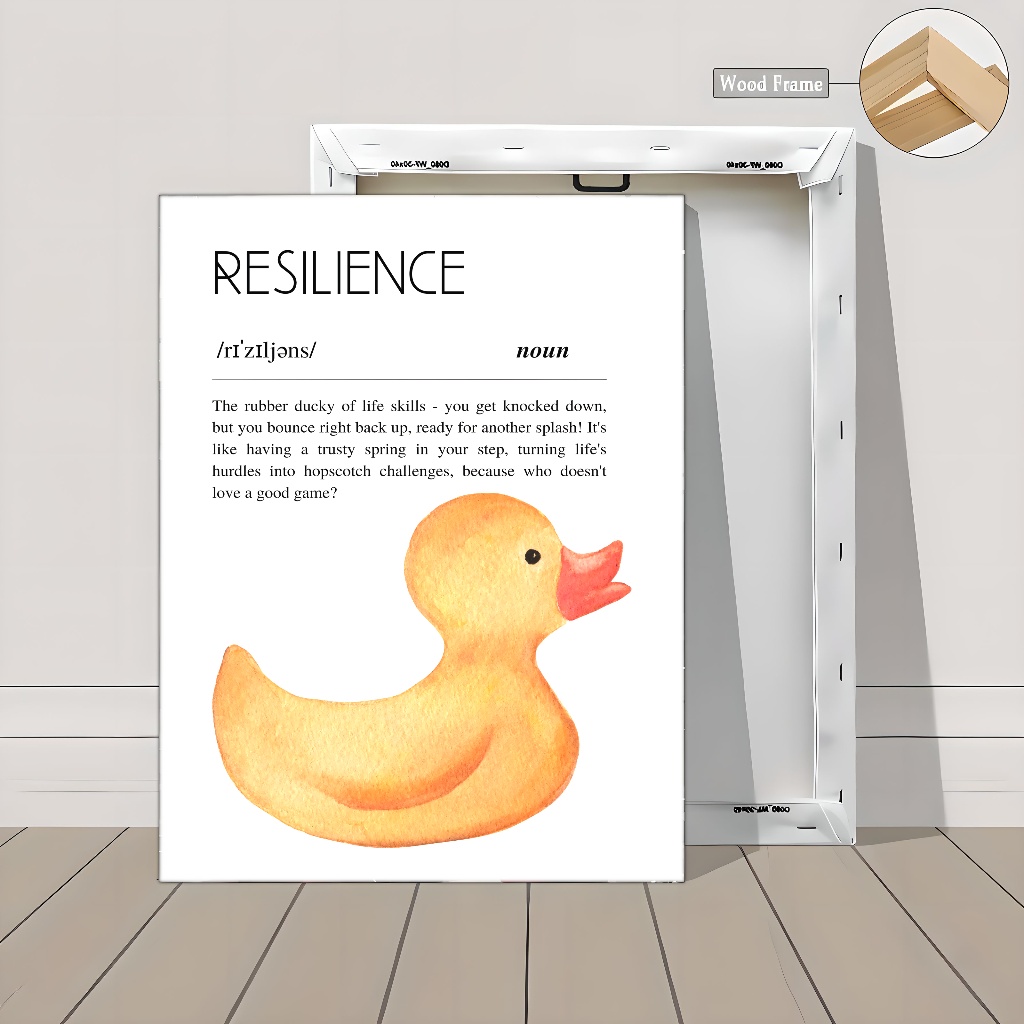 Wood Frame
RESILIENCE
/rɪˈzɪljəns/ noun
The rubber ducky of life skills - you get knocked down,
but you bounce right back up, ready for another splash! It's
like having a trusty spring in your step, turning life's
hurdles into hopscotch challenges, because who doesn't
love a good game?